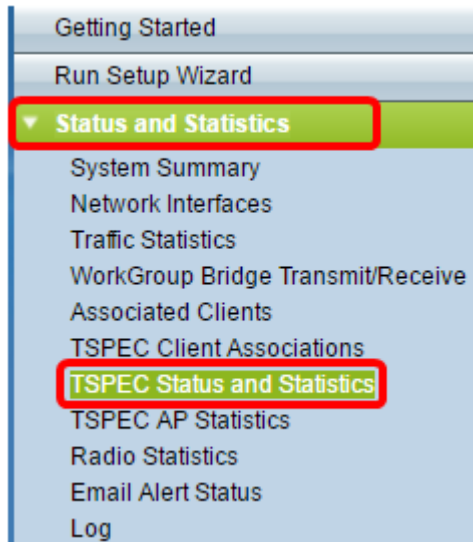 Getting Started
Run Setup Wizard
Status and Statistics
System Summary
Network Interfaces
Traffic Statistics
WorkGroup Bridge Transmit/Receive
Associated Clients
TSPEC Client Associations
TSPEC Status and Statistics
TSPEC AP Statistics
Radio Statistics
Email Alert Status
Log